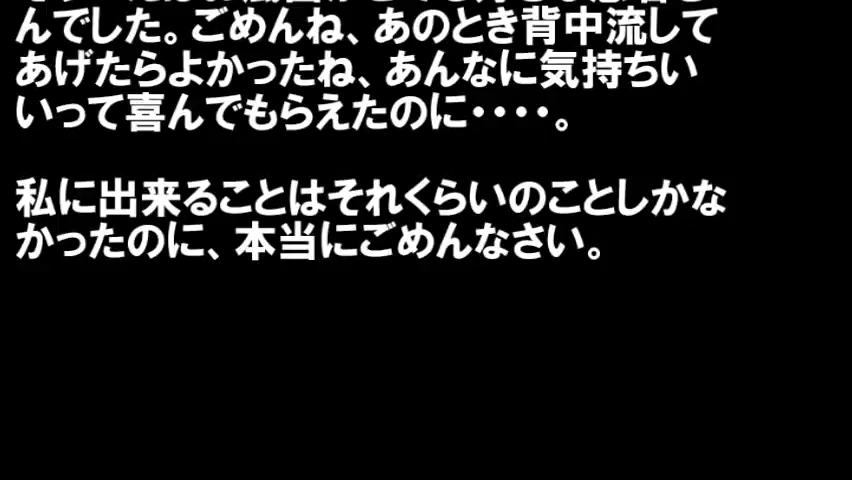 んでした。ごめんね、あのとき背中流して
あげたらよかったね、あんなに気持ちい
いって喜んでもらえたのに・・・・。
私に出来ることはそれくらいのことしかな
かったのに、本当にごめんなさい。